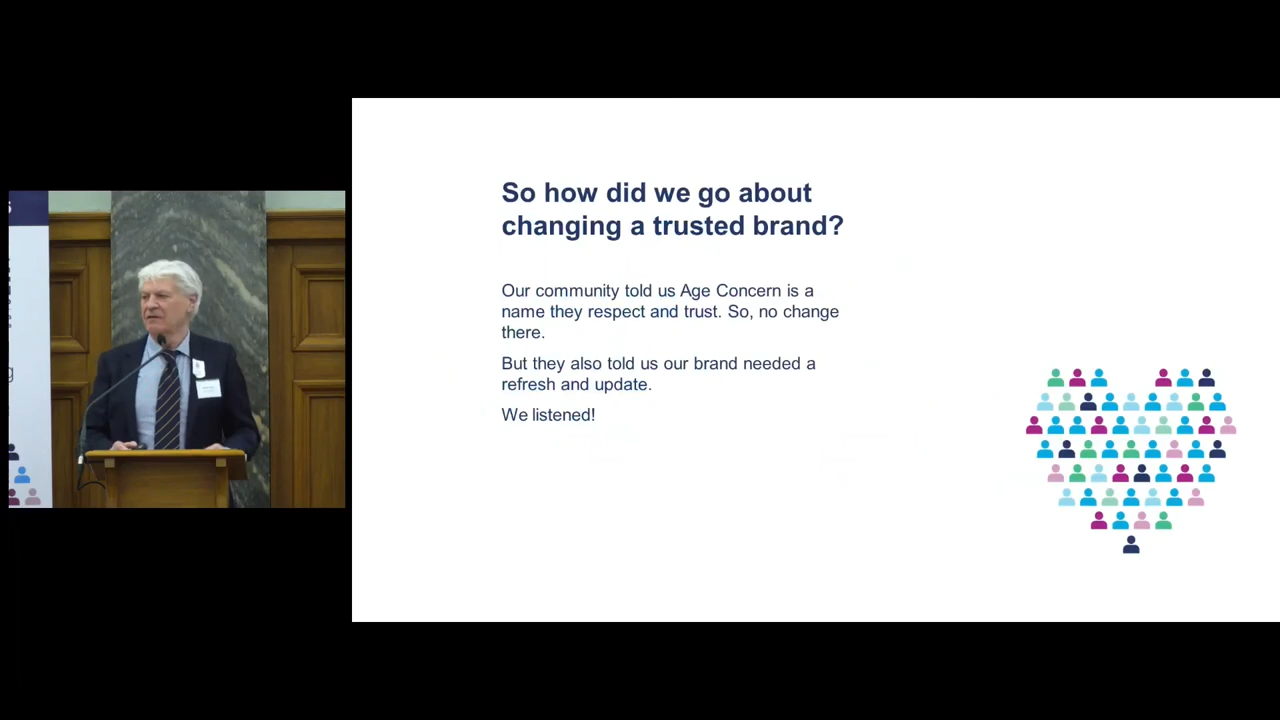 So how did we go about
changing a trusted brand?
Our community told us Age Concern is a
name they respect and trust. So, no change
there.
But they also told us our brand needed a
refresh and update.
We listened!